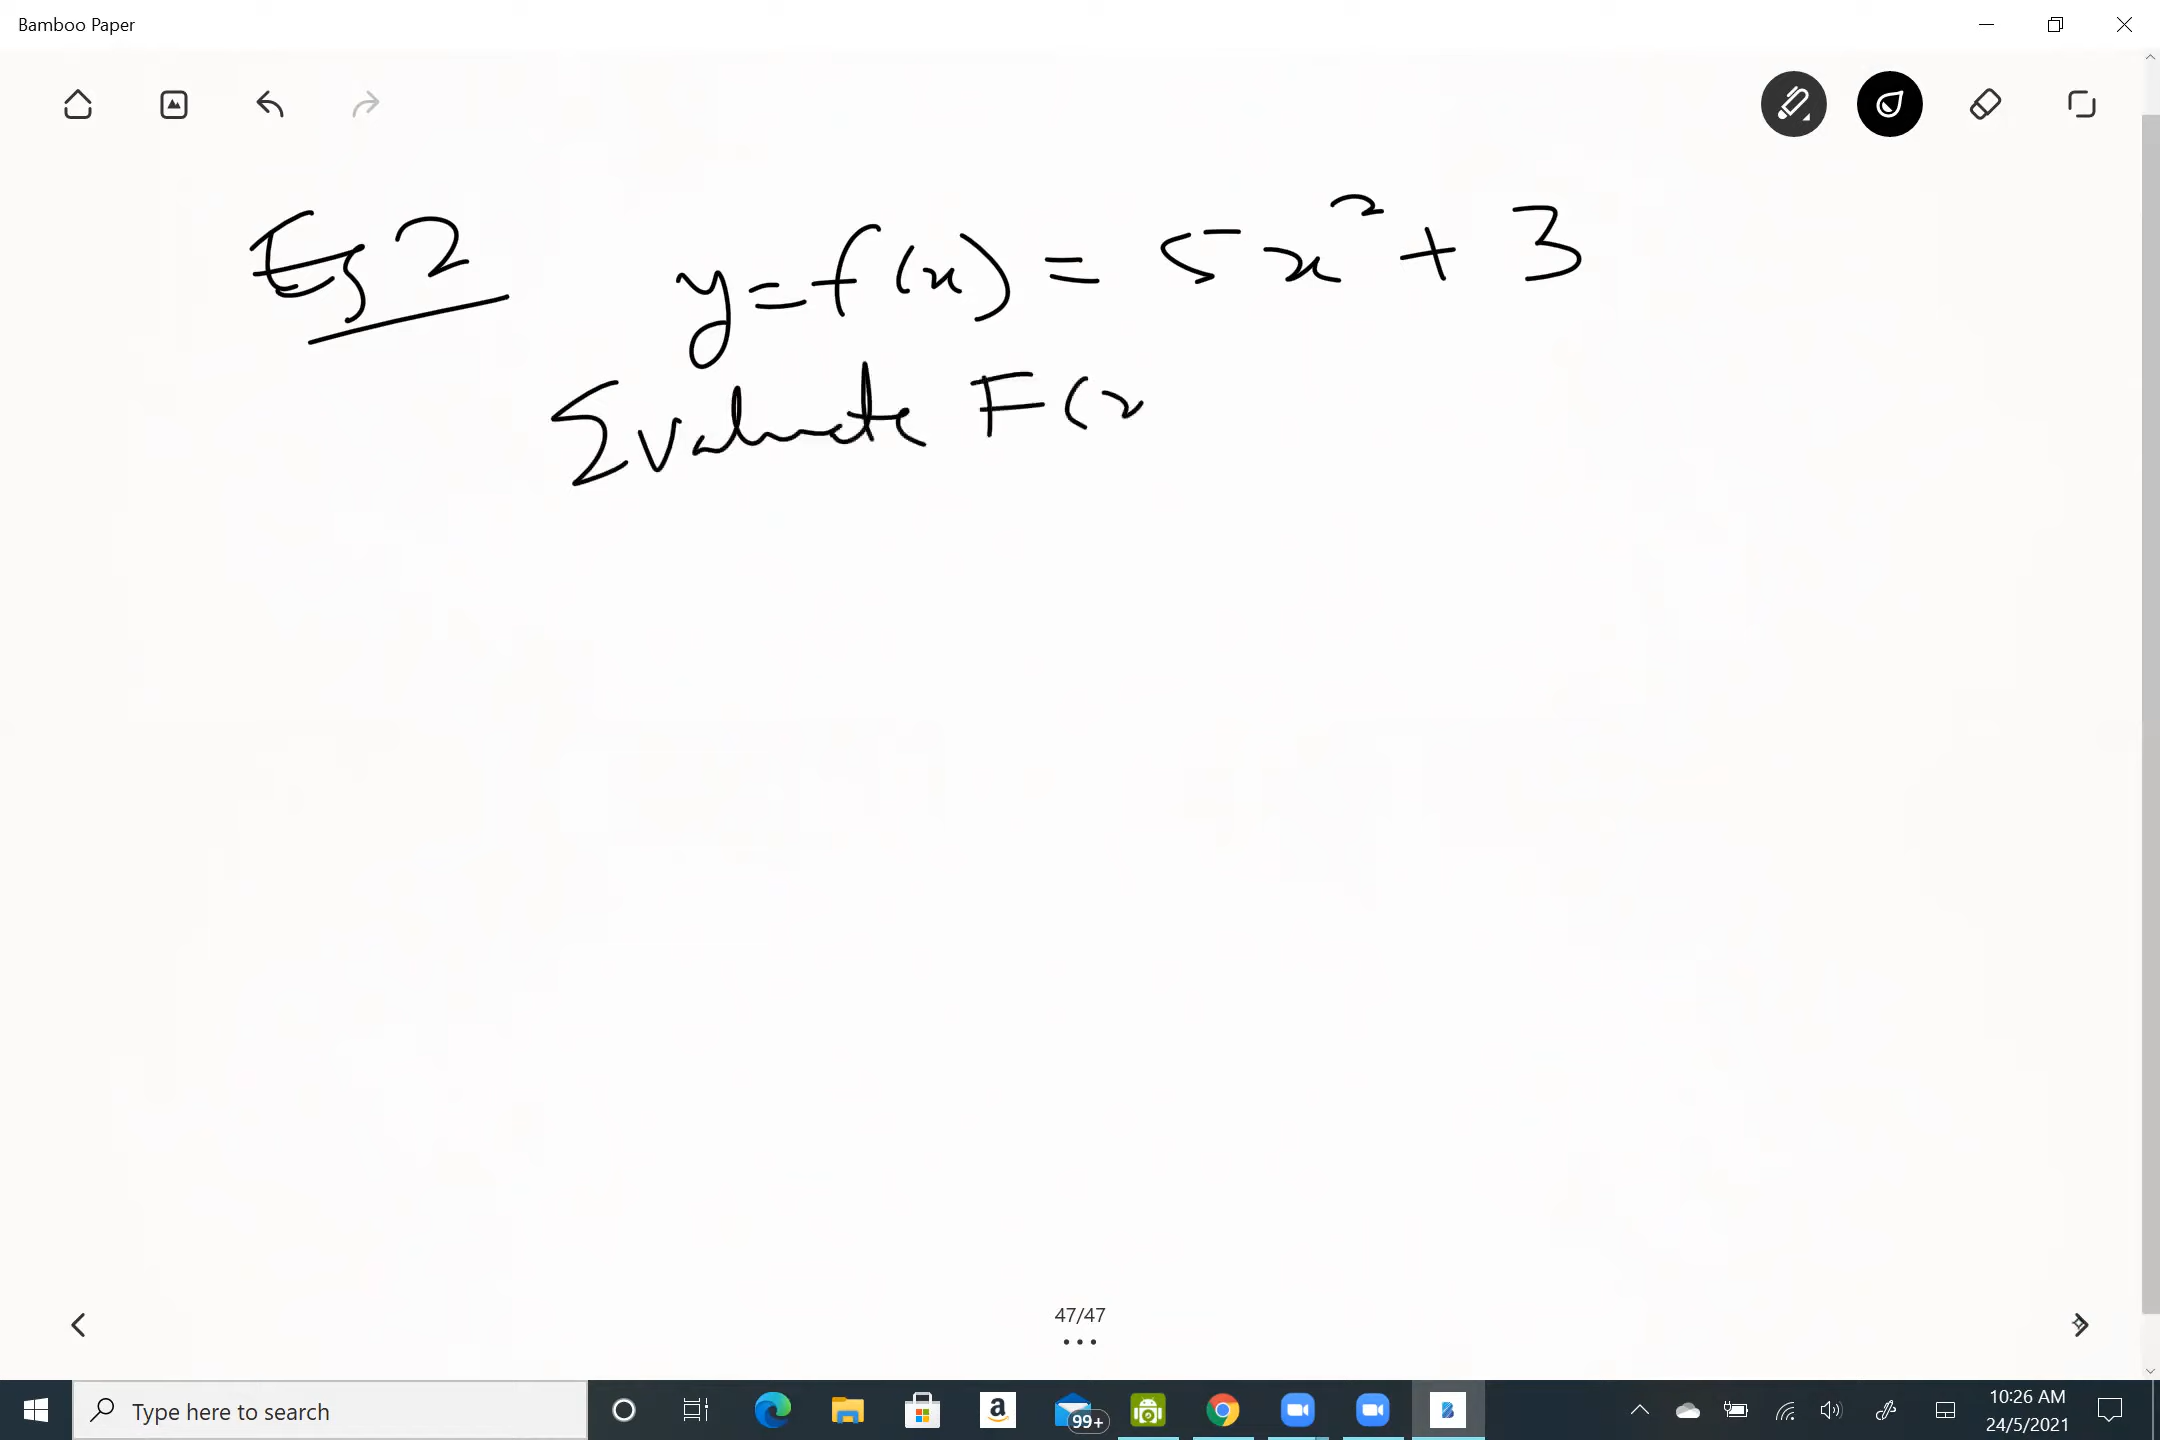 Bamboo Paper
Eg 2
y = f(x) = 5x² + 3
Evaluate F(x
47/47
Type here to search
99+
10:26 AM
24/5/2021